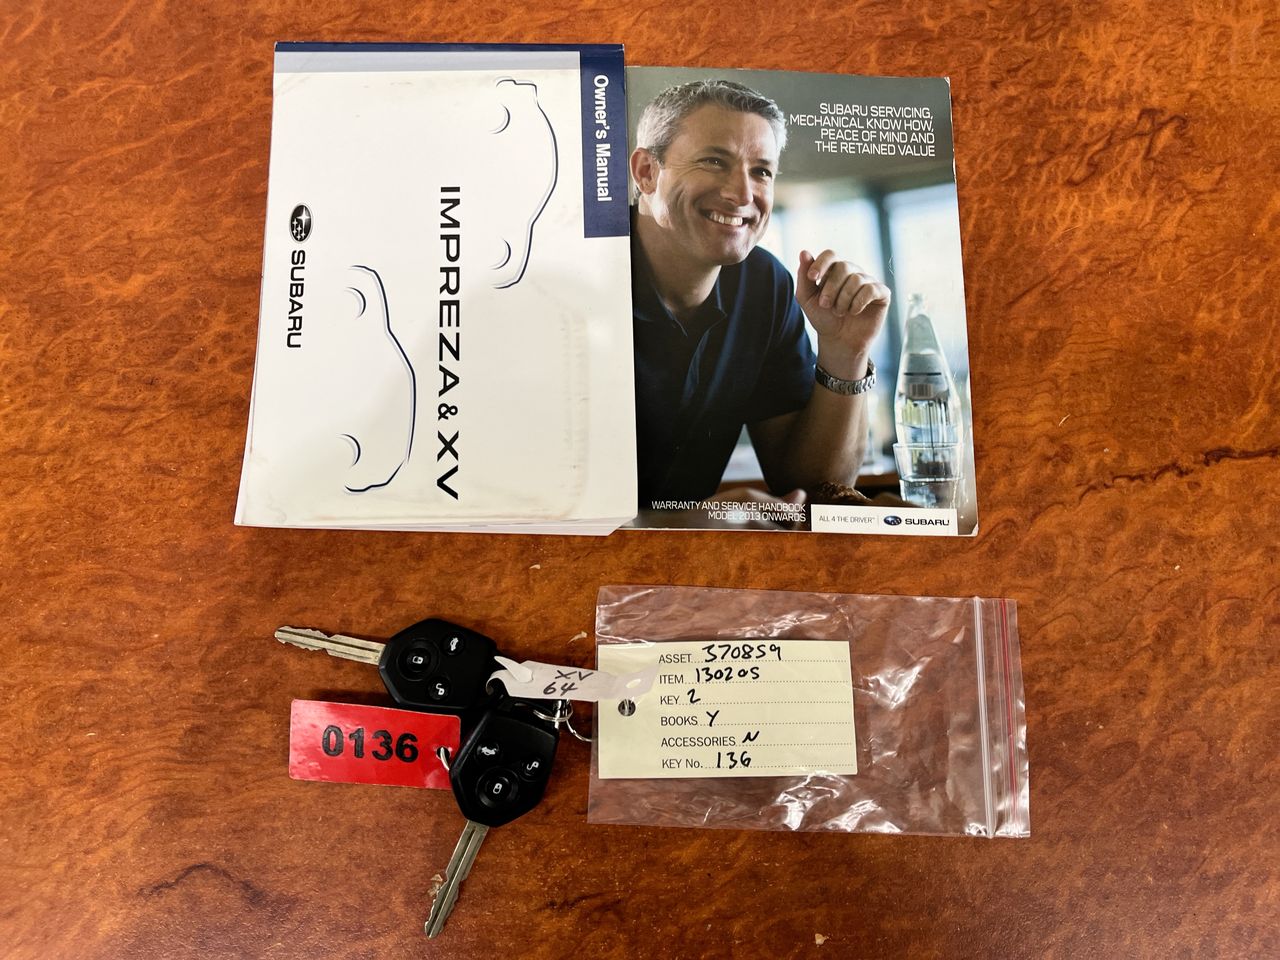 Owner's Manual
IMPREZA & XV
SUBARU
SUBARU SERVICING,
MECHANICAL KNOW HOW,
PEACE OF MIND AND
THE RETAINED VALUE
WARRANTY AND SERVICE HANDBOOK
MODEL 2013 ONWARDS
ALL 4 THE DRIVER™
SUBARU
XV
64
0136
ASSET 370859
ITEM 130205
KEY 2
BOOKS Y
ACCESSORIES N
KEY No. 136